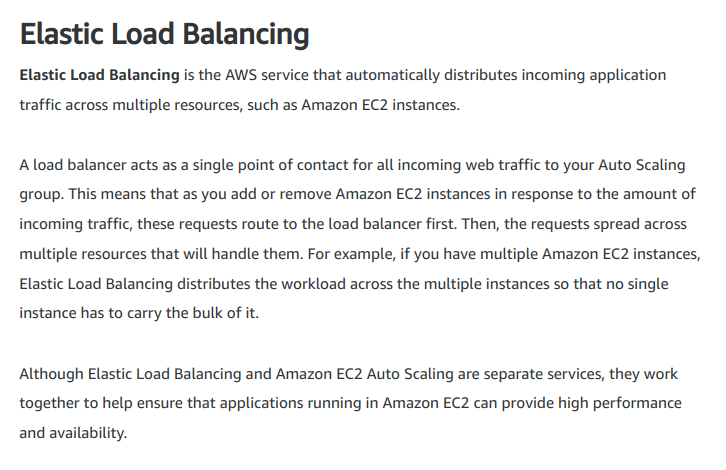 Elastic Load Balancing
Elastic Load Balancing is the AWS service that automatically distributes incoming application
traffic across multiple resources, such as Amazon EC2 instances.
A load balancer acts as a single point of contact for all incoming web traffic to your Auto Scaling
group. This means that as you add or remove Amazon EC2 instances in response to the amount of
incoming traffic, these requests route to the load balancer first. Then, the requests spread across
multiple resources that will handle them. For example, if you have multiple Amazon EC2 instances,
Elastic Load Balancing distributes the workload across the multiple instances so that no single
instance has to carry the bulk of it.
Although Elastic Load Balancing and Amazon EC2 Auto Scaling are separate services, they work
together to help ensure that applications running in Amazon EC2 can provide high performance
and availability.